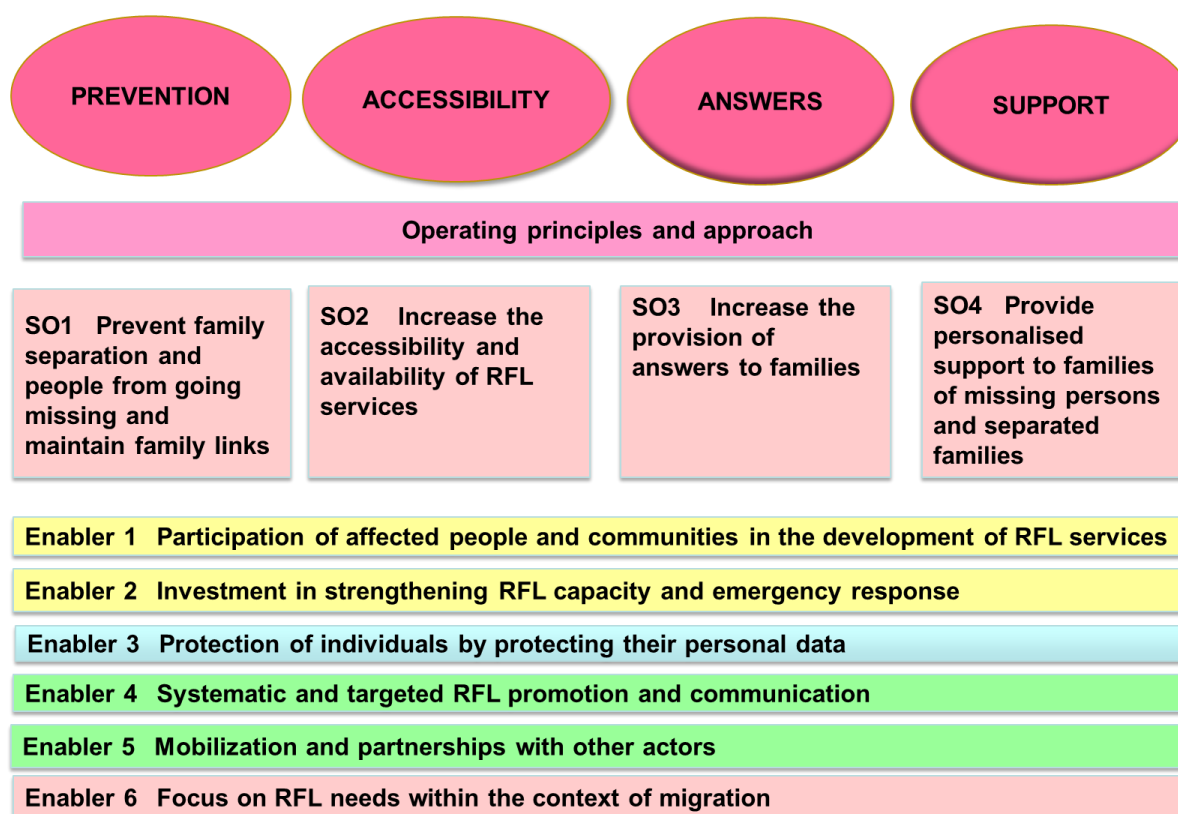 PREVENTION
ACCESSIBILITY
ANSWERS
SUPPORT
Operating principles and approach
SO1 Prevent family
separation and
people from going
missing and
maintain family links
SO2 Increase the
accessibility and
availability of RFL
services
SO3 Increase the
provision of
answers to families
SO4 Provide
personalised
support to families
of missing persons
and separated
families
Enabler 1 Participation of affected people and communities in the development of RFL services
Enabler 2 Investment in strengthening RFL capacity and emergency response
Enabler 3 Protection of individuals by protecting their personal data
Enabler 4 Systematic and targeted RFL promotion and communication
Enabler 5 Mobilization and partnerships with other actors
Enabler 6 Focus on RFL needs within the context of migration